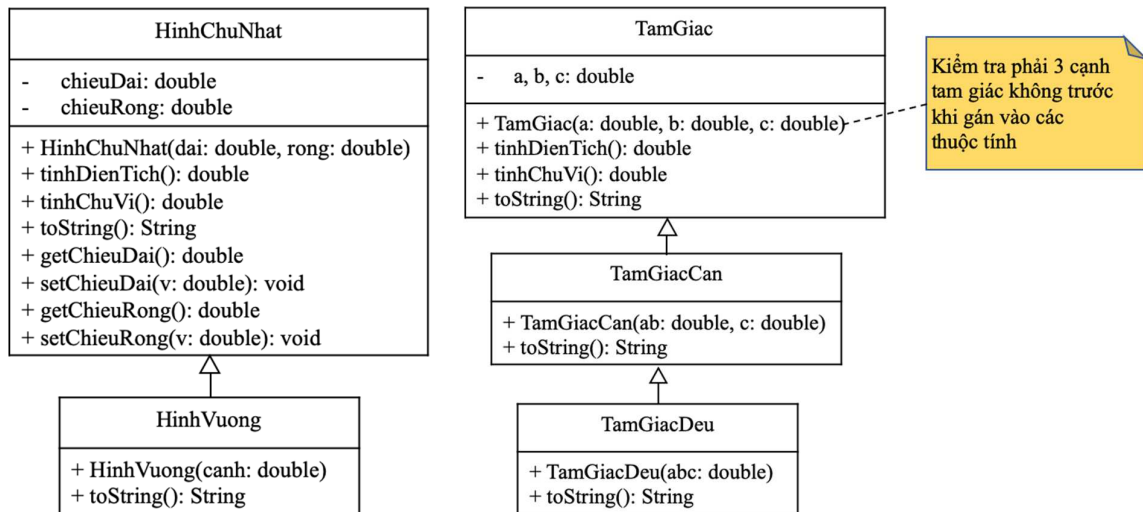 HinhChuNhat
- chieuDai: double
- chieuRong: double
+ HinhChuNhat(dai: double, rong: double)
+ tinhDienTich(): double
+ tinhChuVi(): double
+ toString(): String
+ getChieuDai(): double
+ setChieuDai(v: double): void
+ getChieuRong(): double
+ setChieuRong(v: double): void
HinhVuong
+ HinhVuong(canh: double)
+ toString(): String
TamGiac
- a, b, c: double
+ TamGiac(a: double, b: double, c: double)
+ tinhDienTich(): double
+ tinhChuVi(): double
+ toString(): String
Kiểm tra phải 3 cạnh
tam giác không trước
khi gán vào các
thuộc tính
TamGiacCan
+ TamGiacCan(ab: double, c: double)
+ toString(): String
TamGiacDeu
+ TamGiacDeu(abc: double)
+ toString(): String